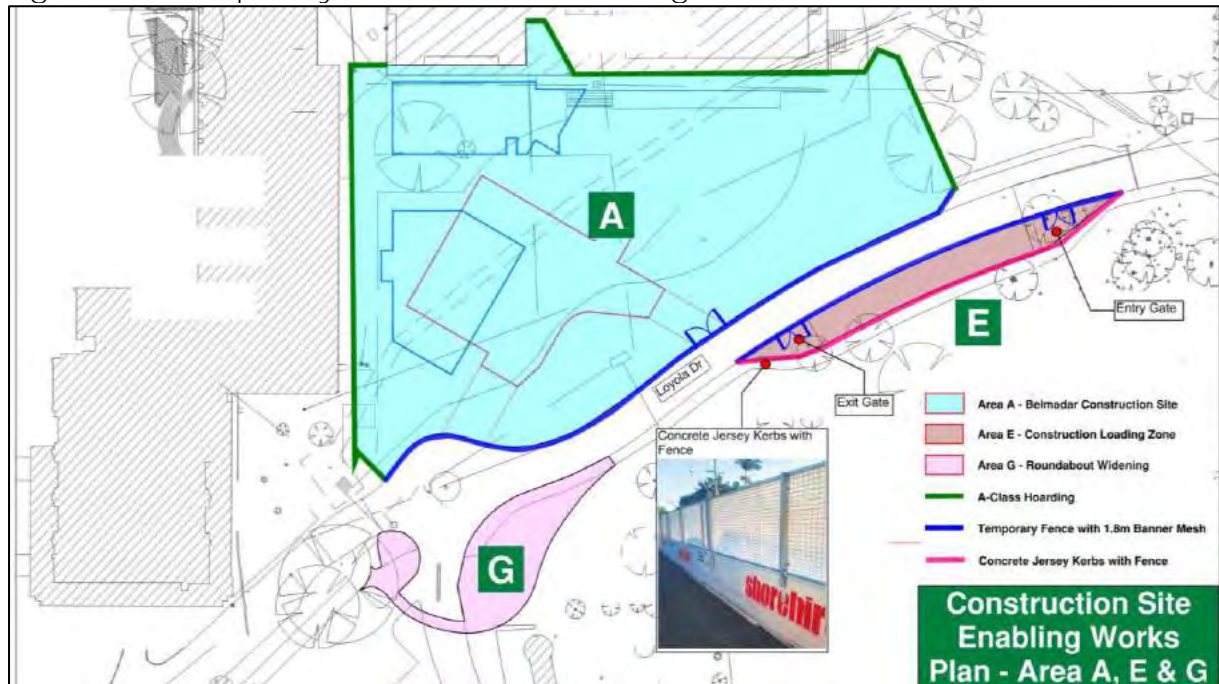 A
Loyola Dr
E
Entry Gate
Exit Gate
Concrete Jersey Kerbs with
Fence
shorehir
G
Area A - Belmadar Construction Site
Area E - Construction Loading Zone
Area G - Roundabout Widening
A-Class Hoarding
Temporary Fence with 1.8m Banner Mesh
Concrete Jersey Kerbs with Fence
Construction Site
Enabling Works
Plan - Area A, E & G